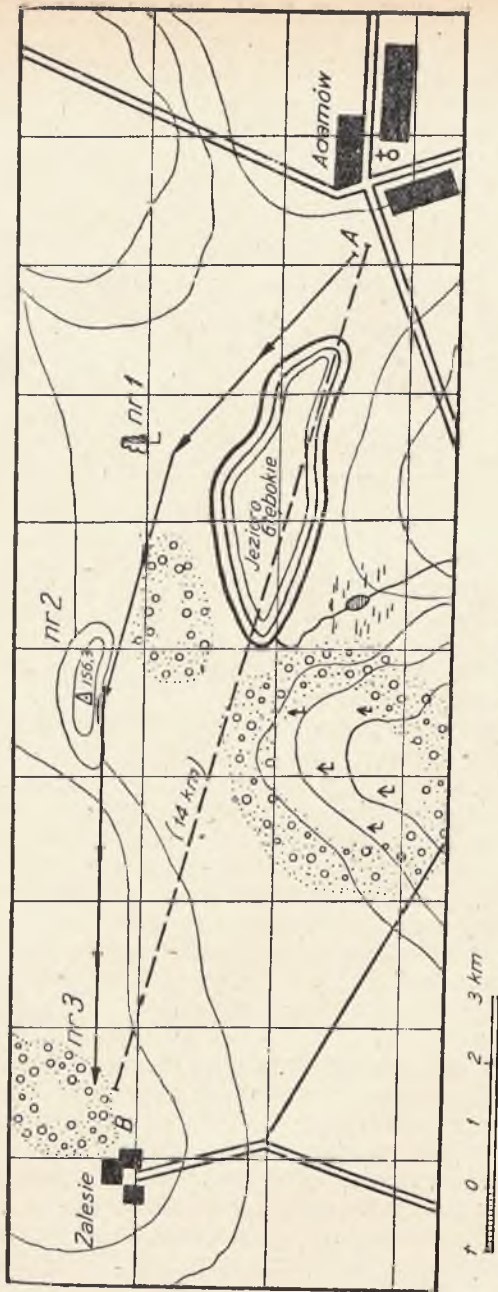 Zalesie
B
nr 3
(14 km)
nr 2
156.3
nr 1
Jezioro
Głębokie
A
Adamów
1 0 1 2 3 km